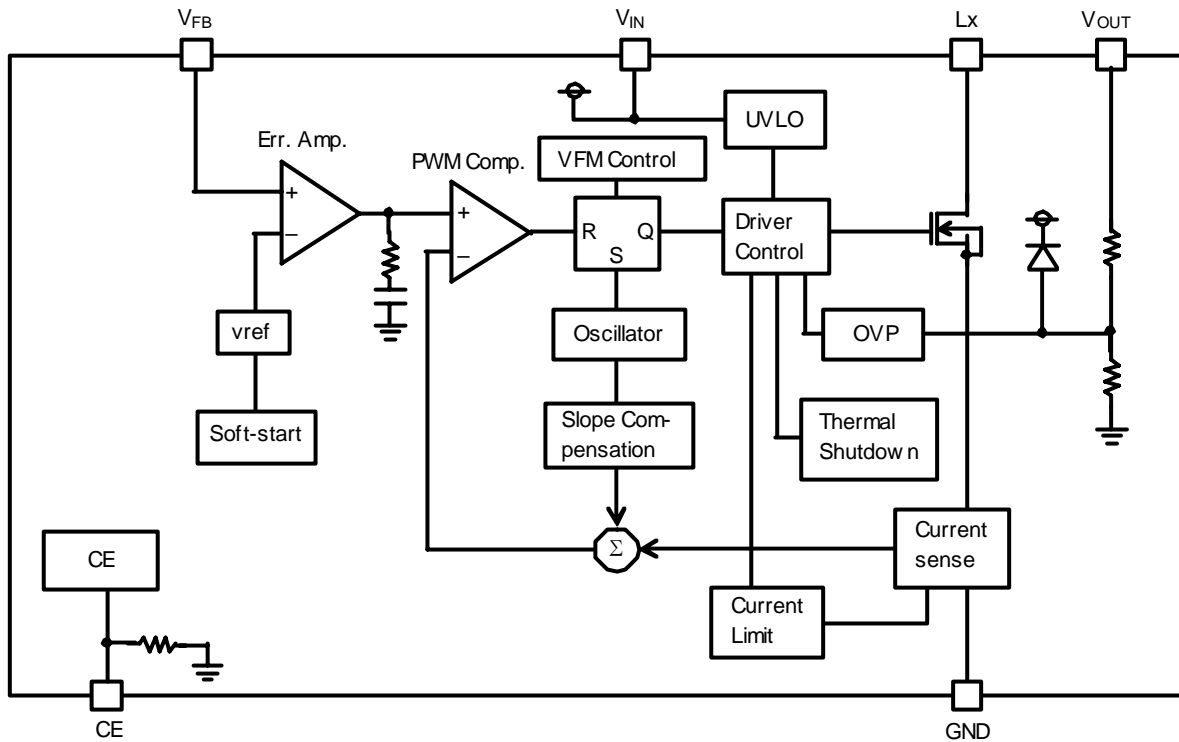 VFB
VIN
Lx
VOUT
UVLO
Err. Amp.
PWM Comp.
VFM Control
+
−
+
−
R
Q
S
Driver
Control
vref
Oscillator
OVP
Soft-start
Slope Com-
pensation
Thermal
Shutdown
CE
Σ
Current
sense
Current
Limit
CE
GND